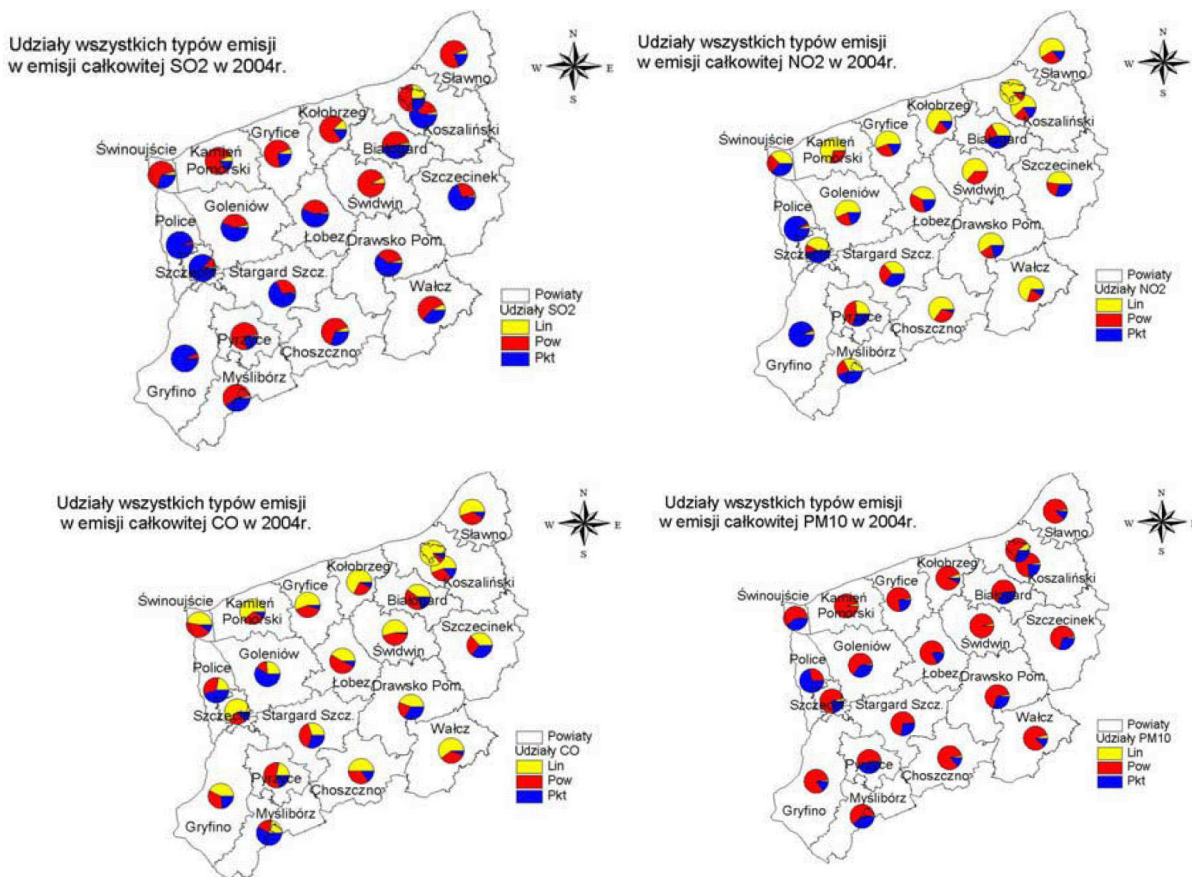 Udziały wszystkich typów emisji
w emisji całkowitej SO2 w 2004r.
N
W
E
S
Sławno
Kołobrzeg
Koszaliński
Gryfice
Białogard
Świnoujście
Kamień
Pomorski
Szczecinek
Świdwin
Goleniów
Police
Łobez
Drawsko Pom.
Szczecin
Stargard Szcz.
Wałcz
Pyrzyce
Choszczno
Gryfino
Myślibórz
Powiaty
Udziały SO2
Lin
Pow
Pkt
Udziały wszystkich typów emisji
w emisji całkowitej NO2 w 2004r.
N
W
E
S
Sławno
Kołobrzeg
Koszaliński
Gryfice
Białogard
Świnoujście
Kamień
Pomorski
Szczecinek
Świdwin
Goleniów
Police
Łobez
Drawsko Pom.
Szczecin
Stargard Szcz.
Wałcz
Pyrzyce
Choszczno
Gryfino
Myślibórz
Powiaty
Udziały NO2
Lin
Pow
Pkt
Udziały wszystkich typów emisji
w emisji całkowitej CO w 2004r.
N
W
E
S
Sławno
Kołobrzeg
Koszaliński
Gryfice
Białogard
Świnoujście
Kamień
Pomorski
Szczecinek
Świdwin
Goleniów
Police
Łobez
Drawsko Pom.
Szczecin
Stargard Szcz.
Wałcz
Pyrzyce
Choszczno
Gryfino
Myślibórz
Powiaty
Udziały CO
Lin
Pow
Pkt
Udziały wszystkich typów emisji
w emisji całkowitej PM10 w 2004r.
N
W
E
S
Sławno
Kołobrzeg
Koszaliński
Gryfice
Białogard
Świnoujście
Kamień
Pomorski
Szczecinek
Świdwin
Goleniów
Police
Łobez
Drawsko Pom.
Szczecin
Stargard Szcz.
Wałcz
Pyrzyce
Choszczno
Gryfino
Myślibórz
Powiaty
Udziały PM10
Lin
Pow
Pkt